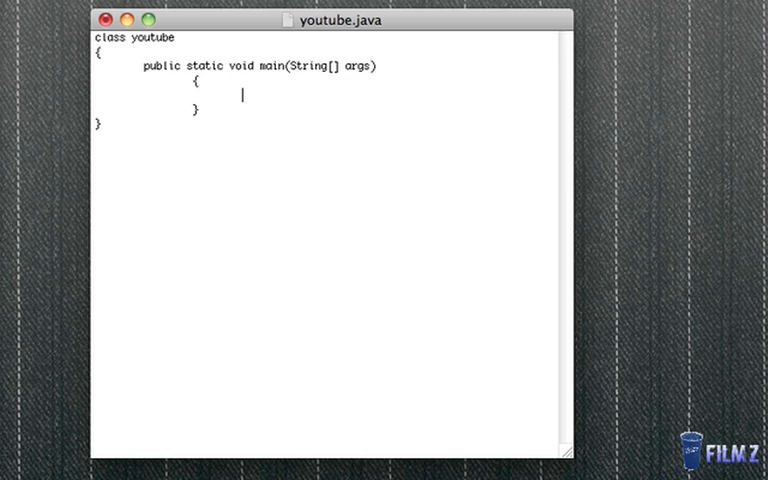 youtube.java
class youtube
{
public static void main(String[] args)
{
}
}
FILMZ